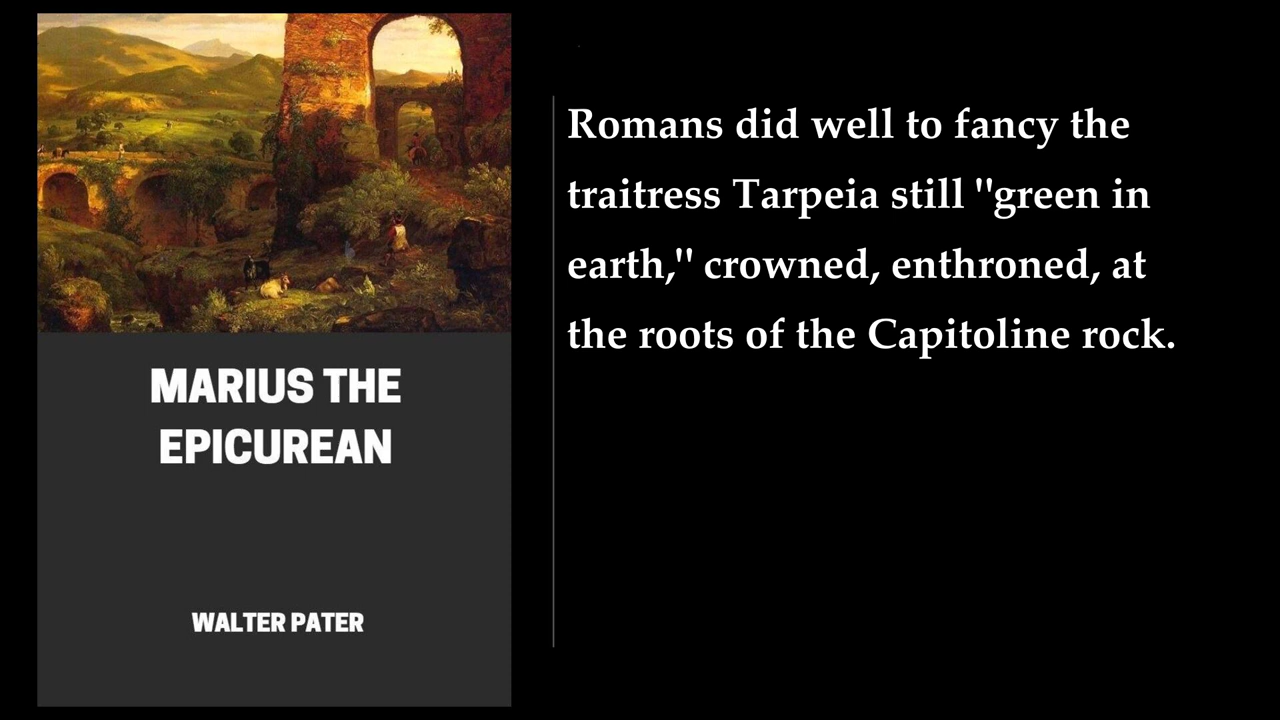 MARIUS THE
EPICUREAN
WALTER PATER
Romans did well to fancy the
traitress Tarpeia still "green in
earth," crowned, enthroned, at
the roots of the Capitoline rock.